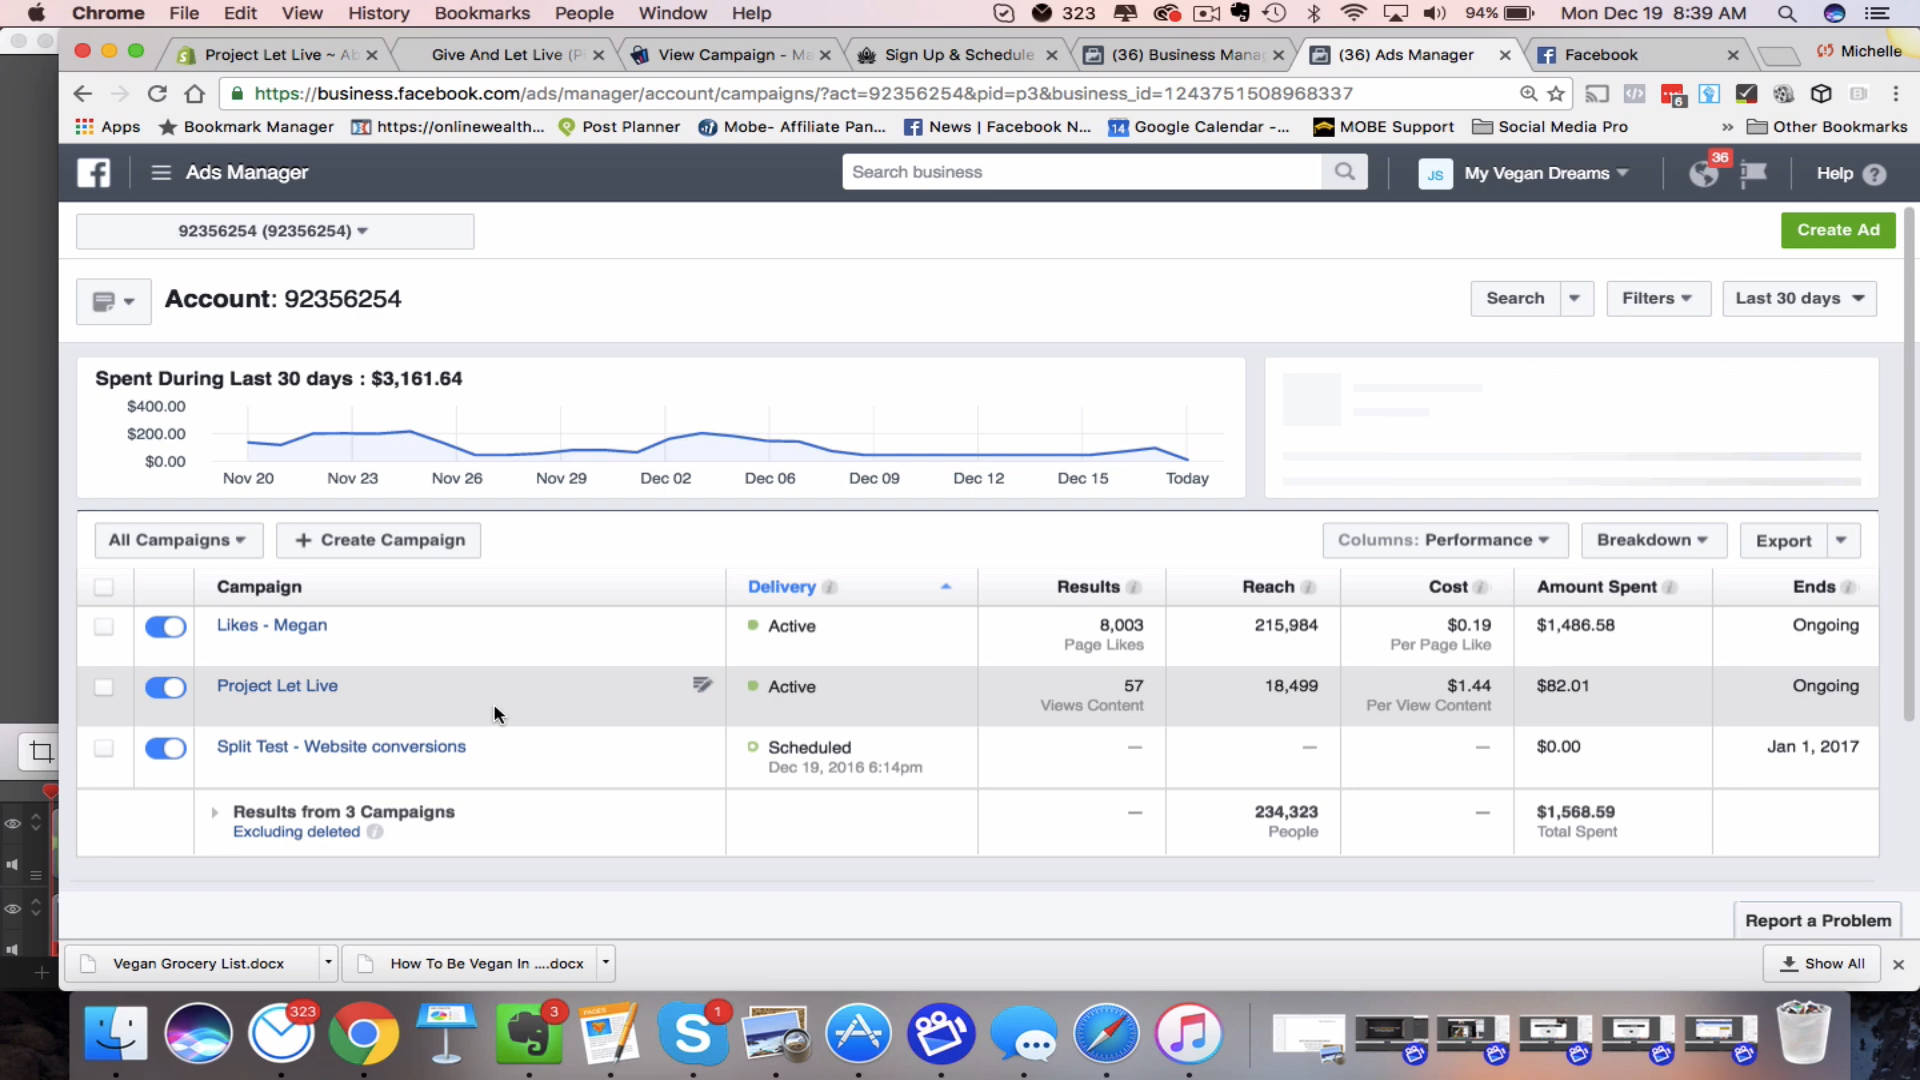 Chrome File Edit View History Bookmarks People Window Help 323 94% Mon Dec 19 8:39 AM
Project Let Live ~ Ab
Give And Let Live (Pi
View Campaign - Ma
Sign Up & Schedule
(36) Business Mana
(36) Ads Manager
Facebook
Michelle
https://business.facebook.com/ads/manager/account/campaigns/?act=92356254&pid=p3&business_id=1243751508968337
6
Apps Bookmark Manager https://onlinewealth... Post Planner Mobe- Affiliate Pan... News | Facebook N... 14 Google Calendar -... MOBE Support Social Media Pro » Other Bookmarks
Ads Manager
Search business
JS My Vegan Dreams
36
Help ?
92356254 (92356254)
Create Ad
Account: 92356254
Search Filters Last 30 days
Spent During Last 30 days : $3,161.64
$400.00
$200.00
$0.00
Nov 20 Nov 23 Nov 26 Nov 29 Dec 02 Dec 06 Dec 09 Dec 12 Dec 15 Today
All Campaigns + Create Campaign Columns: Performance Breakdown Export
Campaign Delivery Results Reach Cost Amount Spent Ends
Likes - Megan Active 8,003 215,984 $0.19 $1,486.58 Ongoing
Page Likes Per Page Like
Project Let Live Active 57 18,499 $1.44 $82.01 Ongoing
Views Content Per View Content
Split Test - Website conversions Scheduled — — — $0.00 Jan 1, 2017
Dec 19, 2016 6:14pm
Results from 3 Campaigns — 234,323 — $1,568.59
Excluding deleted People Total Spent
Report a Problem
Vegan Grocery List.docx How To Be Vegan In ....docx Show All
323 3 PAGES S 1